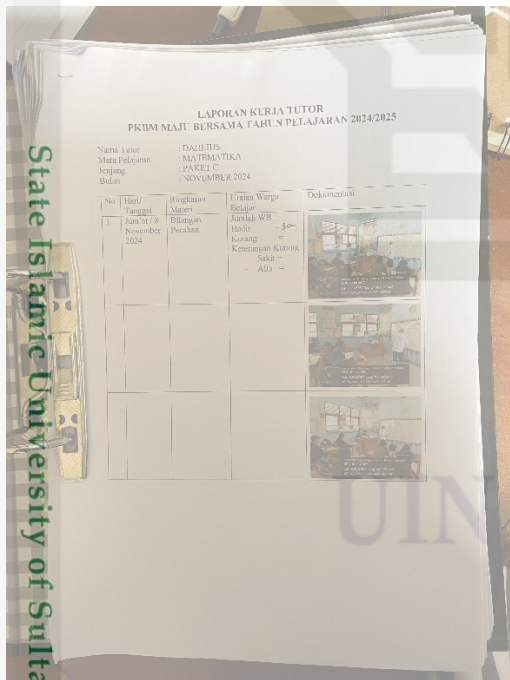 LAPORAN KERJA TUTOR
PKBM MAJU BERSAMA TAHUN PELAJARAN 2024/2025
Nama Tutor : DAHLIUS
Mata Pelajaran : MATEMATIKA
Jenjang : PAKET C
Bulan : NOVEMBER 2024
No Hari/ Tanggal Ringkasan Materi Uraian Warga Belajar Dokumentasi
1 Jum'at / 8 November 2024 Bilangan Pecahan
Jumlah WB
Hadir -
Kurang =
Keterangan Kurang
Sakit -
- Alfa -
State Islamic University of Sulta
UIN